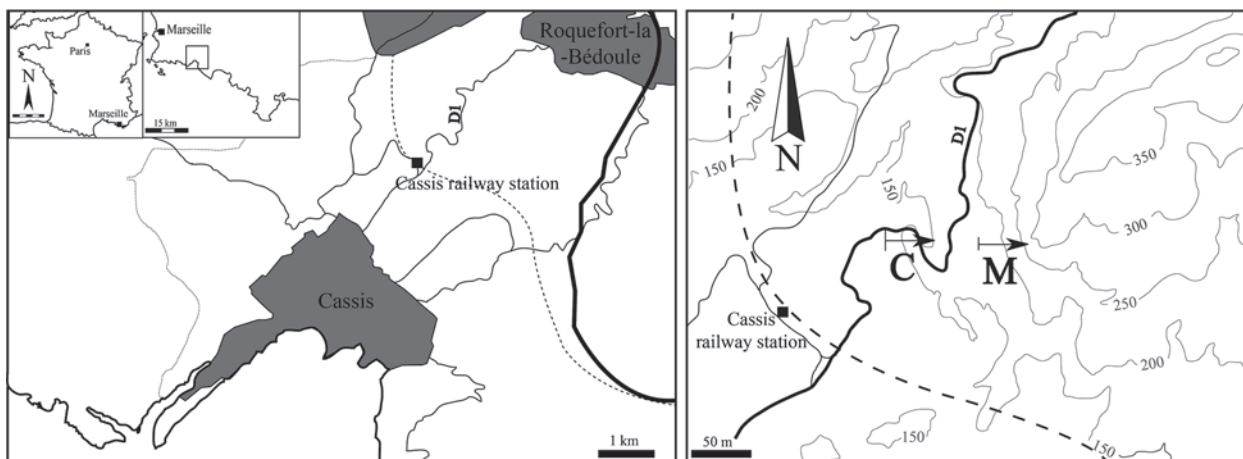 Marseille
Paris
N
Marseille
15 km
Roquefort-la
-Bédoule
D1
Cassis railway station
Cassis
1 km
200
150
N
D1
150
350
300
C
M
250
Cassis
railway station
200
150
150
50 m